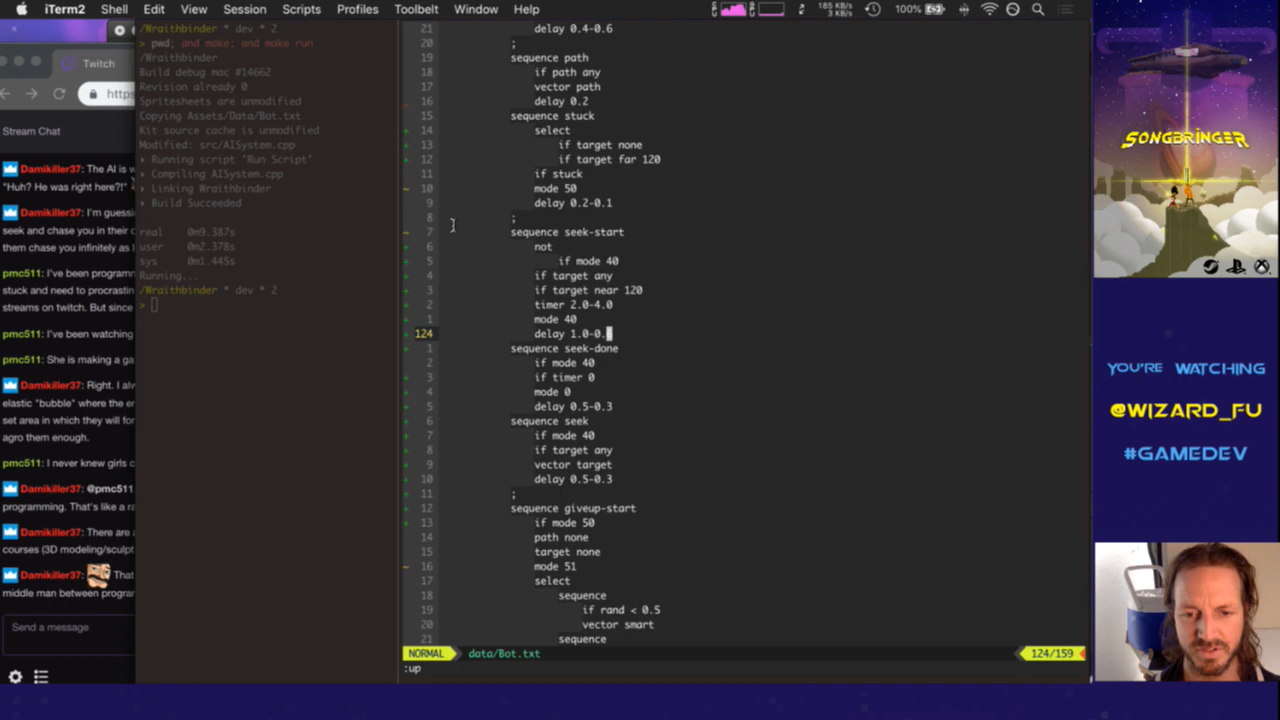 iTerm2 Shell Edit View Session Scripts Profiles Toolbelt Window Help
185 KB/s
3 KB/s
100%
Twitch
https
Stream Chat
Damikiller37: The AI is w
"Huh? He was right here?!"
Damikiller37: I'm guess
seek and chase you in their
them chase you infinitely as
pmc511: I've been program
stuck and need to procrastin
streams on twitch. But since
pmc511: I've been watching
pmc511: She is making a ga
Damikiller37: Right. I alw
elastic "bubble" where the en
set area in which they will for
agro them enough.
pmc511: I never knew girls c
Damikiller37: @pmc511
programming. That's like a ra
Damikiller37: There are
courses (3D modeling/sculpt
Damikiller37: That
middle man between program
Send a message
/Wraithbinder * dev * Z
> pwd; and make; and make run
/Wraithbinder
Build debug mac #14662
Revision already 0
Spritesheets are unmodified
Copying Assets/Data/Bot.txt
Kit source cache is unmodified
Modified: src/AISystem.cpp
▸ Running script 'Run Script'
▸ Compiling AISystem.cpp
▸ Linking Wraithbinder
▸ Build Succeeded
real 0m9.387s
user 0m2.378s
sys 0m1.445s
Running...
/Wraithbinder * dev * Z
>
21 delay 0.4-0.6
20 ;
19 sequence path
18 if path any
17 vector path
16 delay 0.2
15 sequence stuck
+ 14 select
+ 13 if target none
+ 12 if target far 120
11 if stuck
~ 10 mode 50
9 delay 0.2-0.1
8 ;
~ 7 sequence seek-start
+ 6 not
+ 5 if mode 40
+ 4 if target any
+ 3 if target near 120
+ 2 timer 2.0-4.0
+ 1 mode 40
+ 124 delay 1.0-0.
+ 1 sequence seek-done
+ 2 if mode 40
+ 3 if timer 0
+ 4 mode 0
+ 5 delay 0.5-0.3
+ 6 sequence seek
+ 7 if mode 40
+ 8 if target any
+ 9 vector target
+ 10 delay 0.5-0.3
+ 11 ;
+ 12 sequence giveup-start
+ 13 if mode 50
14 path none
15 target none
~ 16 mode 51
17 select
18 sequence
19 if rand < 0.5
20 vector smart
21 sequence
NORMAL data/Bot.txt 124/159
:up
SONGBRINGER
YOU'RE WATCHING
@WIZARD_FU
#GAMEDEV